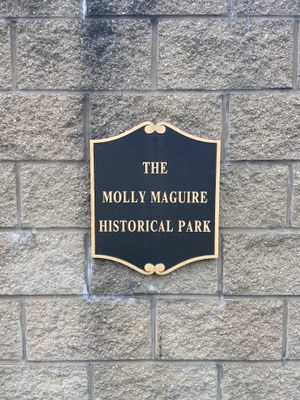 THE
MOLLY MAGUIRE
HISTORICAL PARK